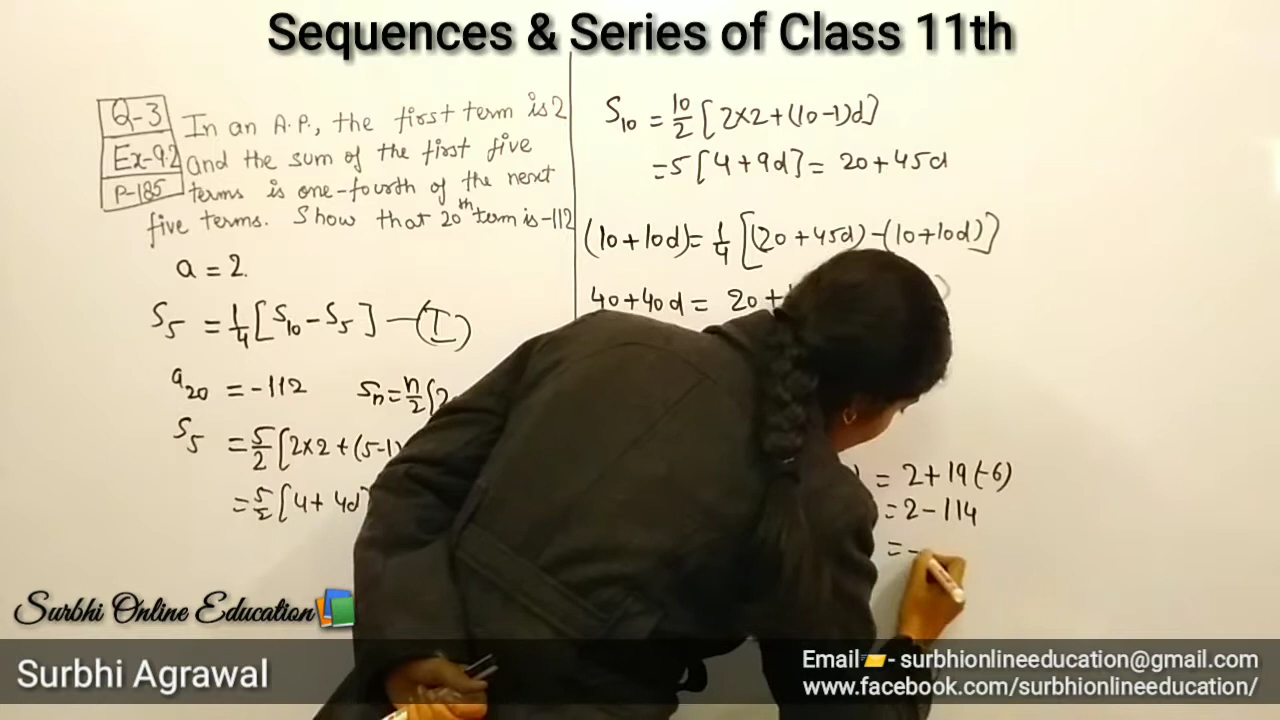 Sequences & Series of Class 11th
Q-3
Ex-9.2
P-185
In an A.P., the first term is 2
and the sum of the first five
terms is one-fourth of the next
five terms. Show that 20th term is -112
a = 2.
S5 = 1/4 [S10 - S5] - (I)
a20 = -112 Sn = n/2 [2
S5 = 5/2 [2×2 + (5-1)
= 5/2 [4 + 4d]
S10 = 10/2 [2×2 + (10-1)d]
= 5 [4 + 9d] = 20 + 45d
(10 + 10d) = 1/4 [(20 + 45d) - (10 + 10d)]
40 + 40d = 20 +
= 2 + 19(-6)
= 2 - 114
= -
Surbhi Online Education
Surbhi Agrawal
Email - surbhionlineeducation@gmail.com
www.facebook.com/surbhionlineeducation/